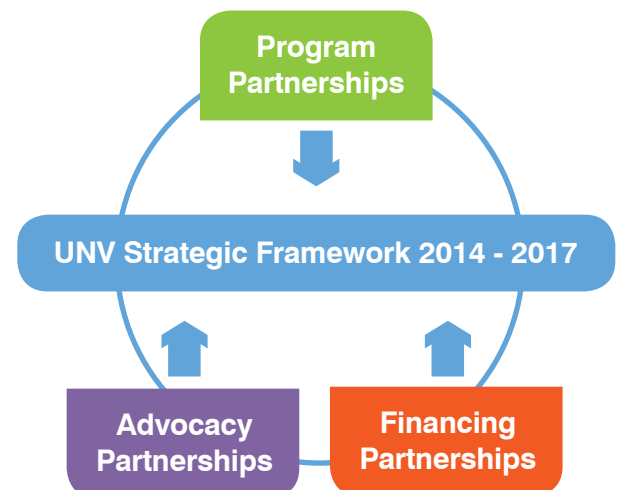 Program
Partnerships
UNV Strategic Framework 2014 - 2017
Advocacy
Partnerships
Financing
Partnerships